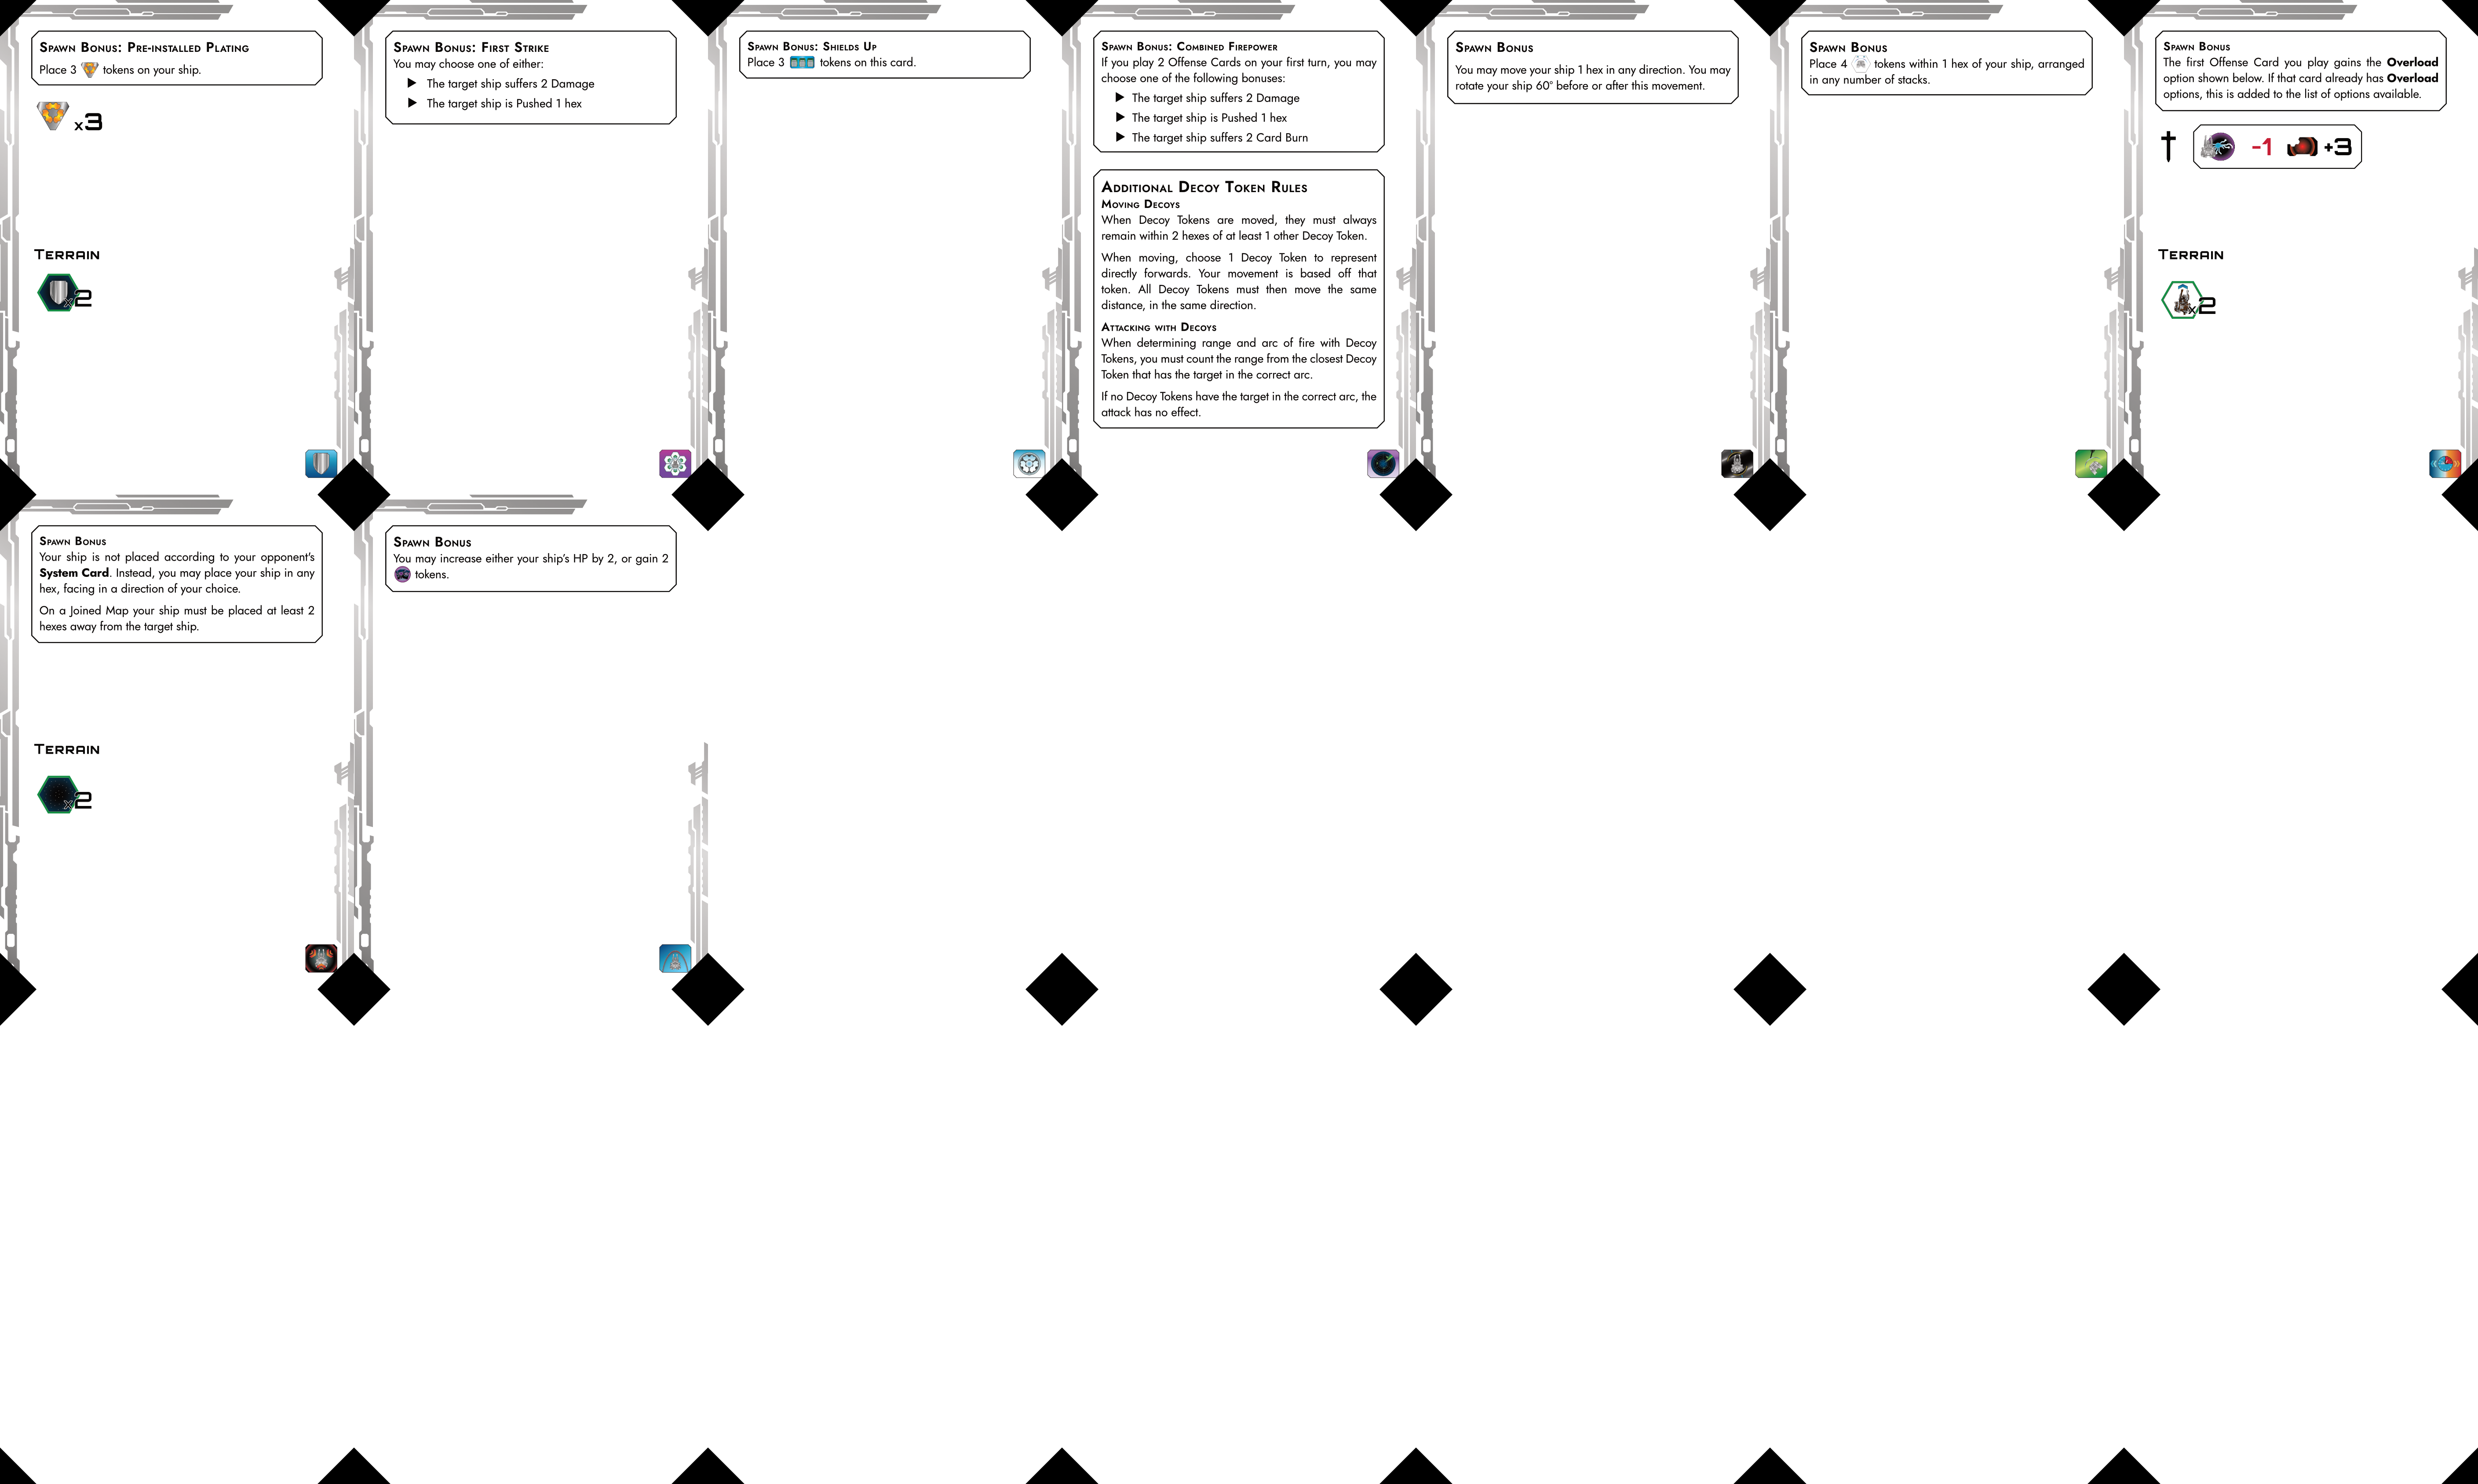 Spawn Bonus: Pre-installed Plating
Place 3 tokens on your ship.
x3
Terrain
x2
Spawn Bonus: First Strike
You may choose one of either:
The target ship suffers 2 Damage
The target ship is Pushed 1 hex
Spawn Bonus: Shields Up
Place 3 tokens on this card.
Spawn Bonus: Combined Firepower
If you play 2 Offense Cards on your first turn, you may
choose one of the following bonuses:
The target ship suffers 2 Damage
The target ship is Pushed 1 hex
The target ship suffers 2 Card Burn
Additional Decoy Token Rules
Moving Decoys
When Decoy Tokens are moved, they must always
remain within 2 hexes of at least 1 other Decoy Token.
When moving, choose 1 Decoy Token to represent
directly forwards. Your movement is based off that
token. All Decoy Tokens must then move the same
distance, in the same direction.
Attacking with Decoys
When determining range and arc of fire with Decoy
Tokens, you must count the range from the closest Decoy
Token that has the target in the correct arc.
If no Decoy Tokens have the target in the correct arc, the
attack has no effect.
Spawn Bonus
You may move your ship 1 hex in any direction. You may
rotate your ship 60° before or after this movement.
Spawn Bonus
Place 4 tokens within 1 hex of your ship, arranged
in any number of stacks.
Spawn Bonus
The first Offense Card you play gains the Overload
option shown below. If that card already has Overload
options, this is added to the list of options available.
-1 +3
Terrain
x2
Spawn Bonus
Your ship is not placed according to your opponent's
System Card. Instead, you may place your ship in any
hex, facing in a direction of your choice.
On a Joined Map your ship must be placed at least 2
hexes away from the target ship.
Terrain
x2
Spawn Bonus
You may increase either your ship's HP by 2, or gain 2
tokens.